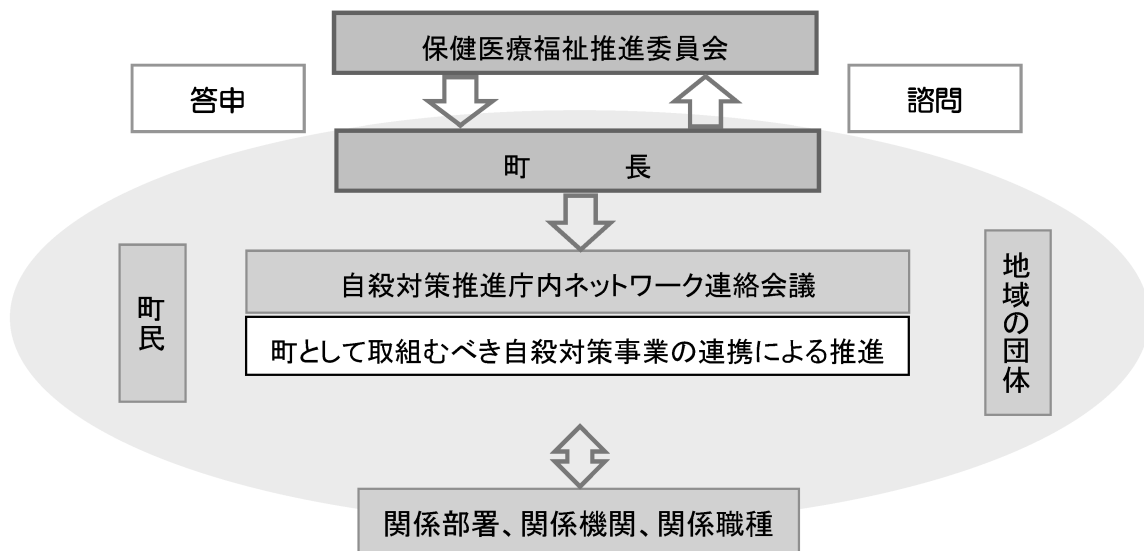 保健医療福祉推進委員会
答申
諮問
町　　　長
自殺対策推進庁内ネットワーク連絡会議
町として取組むべき自殺対策事業の連携による推進
町民
地域の団体
関係部署、関係機関、関係職種